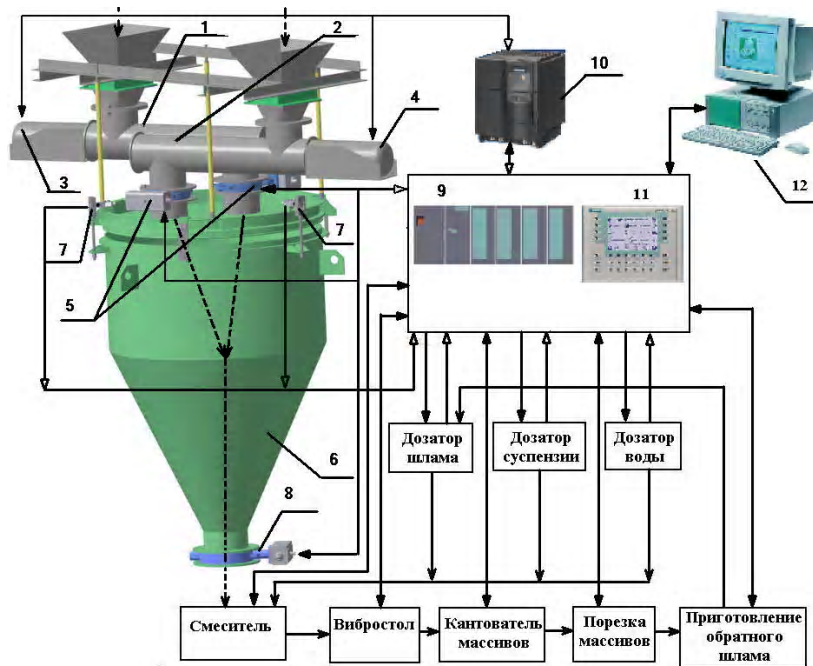 1
2
10
4
3
9
11
12
7
7
5
Дозатор
шлама
Дозатор
суспензии
Дозатор
воды
6
8
Смеситель
Вибростол
Кантователь
массивов
Порезка
массивов
Приготовление
обратного
шлама